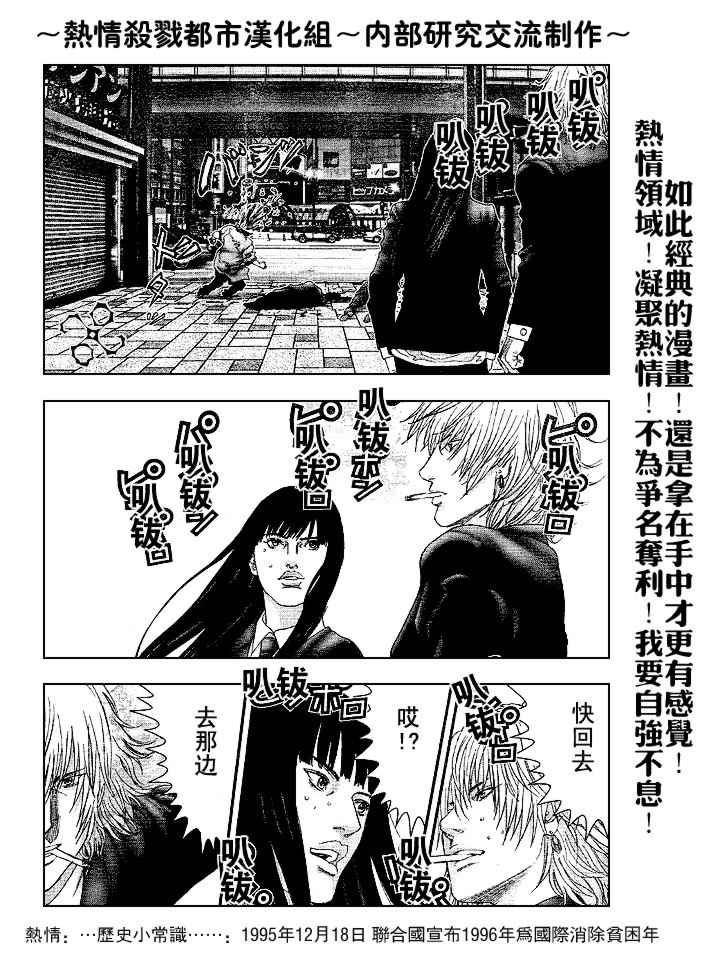 ～熱情殺戮都市漢化組～内部研究交流制作～
如此經典的漫畫！還是拿在手中才更有感覺！
熱情領域！凝聚熱情！不為爭名奪利！我要自強不息！
叭钹
叭钹
叭钹
叭钹
ビックカメラ
叭钹
叭钹
叭钹
叭钹
叭钹
快回去
叭钹
叭钹
哎!?
叭钹
叭钹
去那边
熱情：…歷史小常識……：1995年12月18日 聯合國宣布1996年爲國際消除貧困年